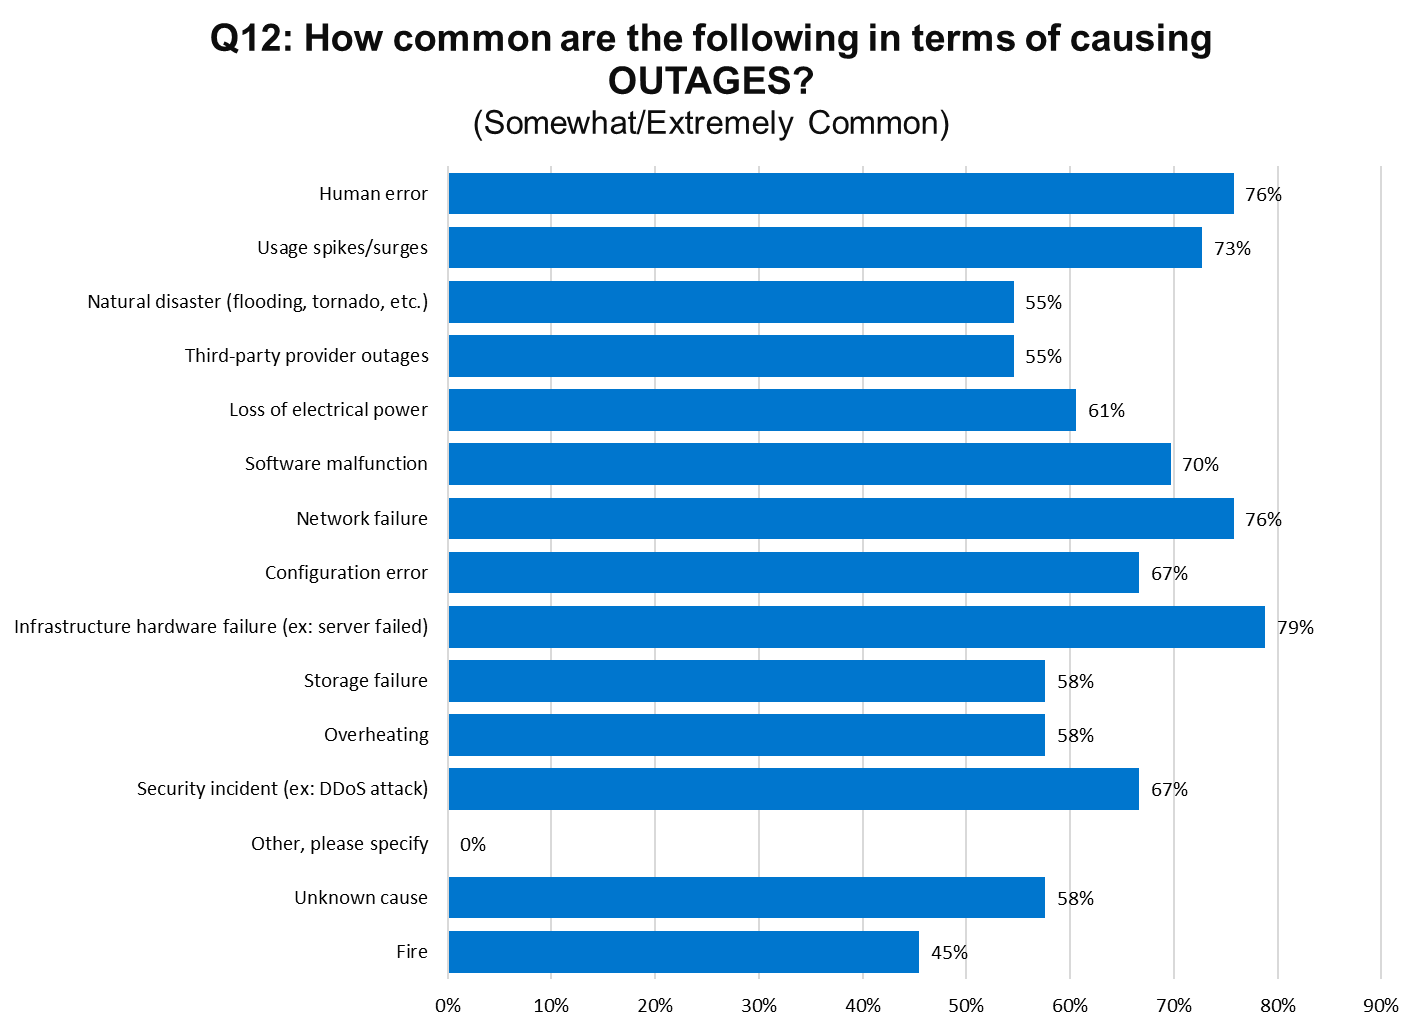 Q12: How common are the following in terms of causing
OUTAGES?
(Somewhat/Extremely Common)
Human error 76%
Usage spikes/surges 73%
Natural disaster (flooding, tornado, etc.) 55%
Third-party provider outages 55%
Loss of electrical power 61%
Software malfunction 70%
Network failure 76%
Configuration error 67%
Infrastructure hardware failure (ex: server failed) 79%
Storage failure 58%
Overheating 58%
Security incident (ex: DDoS attack) 67%
Other, please specify 0%
Unknown cause 58%
Fire 45%
0% 10% 20% 30% 40% 50% 60% 70% 80% 90%